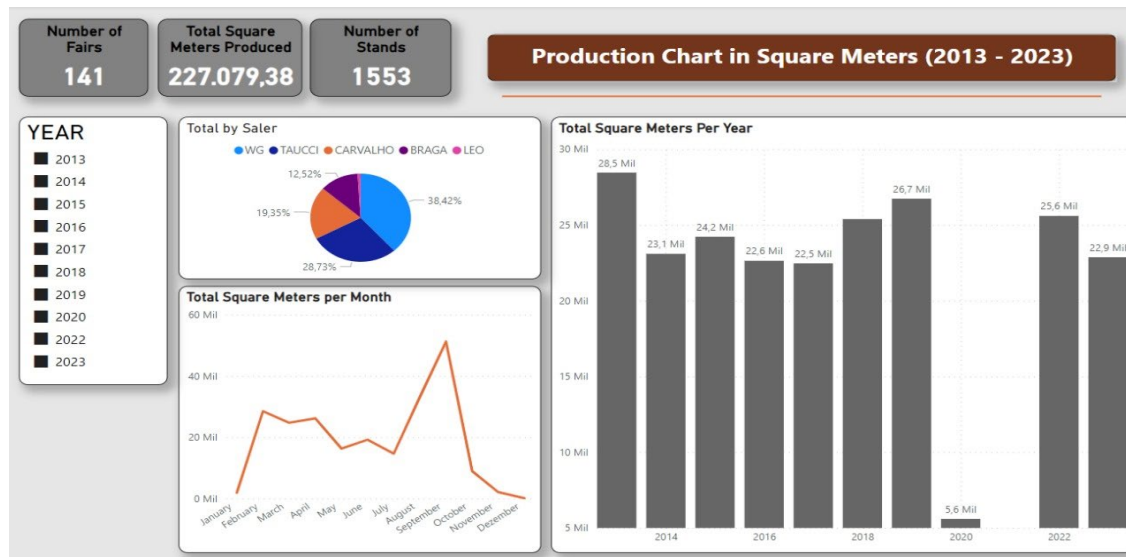 Number of
Fairs
141
Total Square
Meters Produced
227.079,38
Number of
Stands
1553
Production Chart in Square Meters (2013 - 2023)
YEAR
2013
2014
2015
2016
2017
2018
2019
2020
2022
2023
Total by Saler
WG TAUCCI CARVALHO BRAGA LEO
12,52%
38,42%
19,35%
28,73%
Total Square Meters per Month
60 Mil
40 Mil
20 Mil
0 Mil
January
February
March
April
May
June
July
August
September
October
November
Dezember
Total Square Meters Per Year
30 Mil
25 Mil
20 Mil
15 Mil
10 Mil
5 Mil
28,5 Mil
23,1 Mil
24,2 Mil
22,6 Mil
22,5 Mil
26,7 Mil
5,6 Mil
25,6 Mil
22,9 Mil
2014
2016
2018
2020
2022